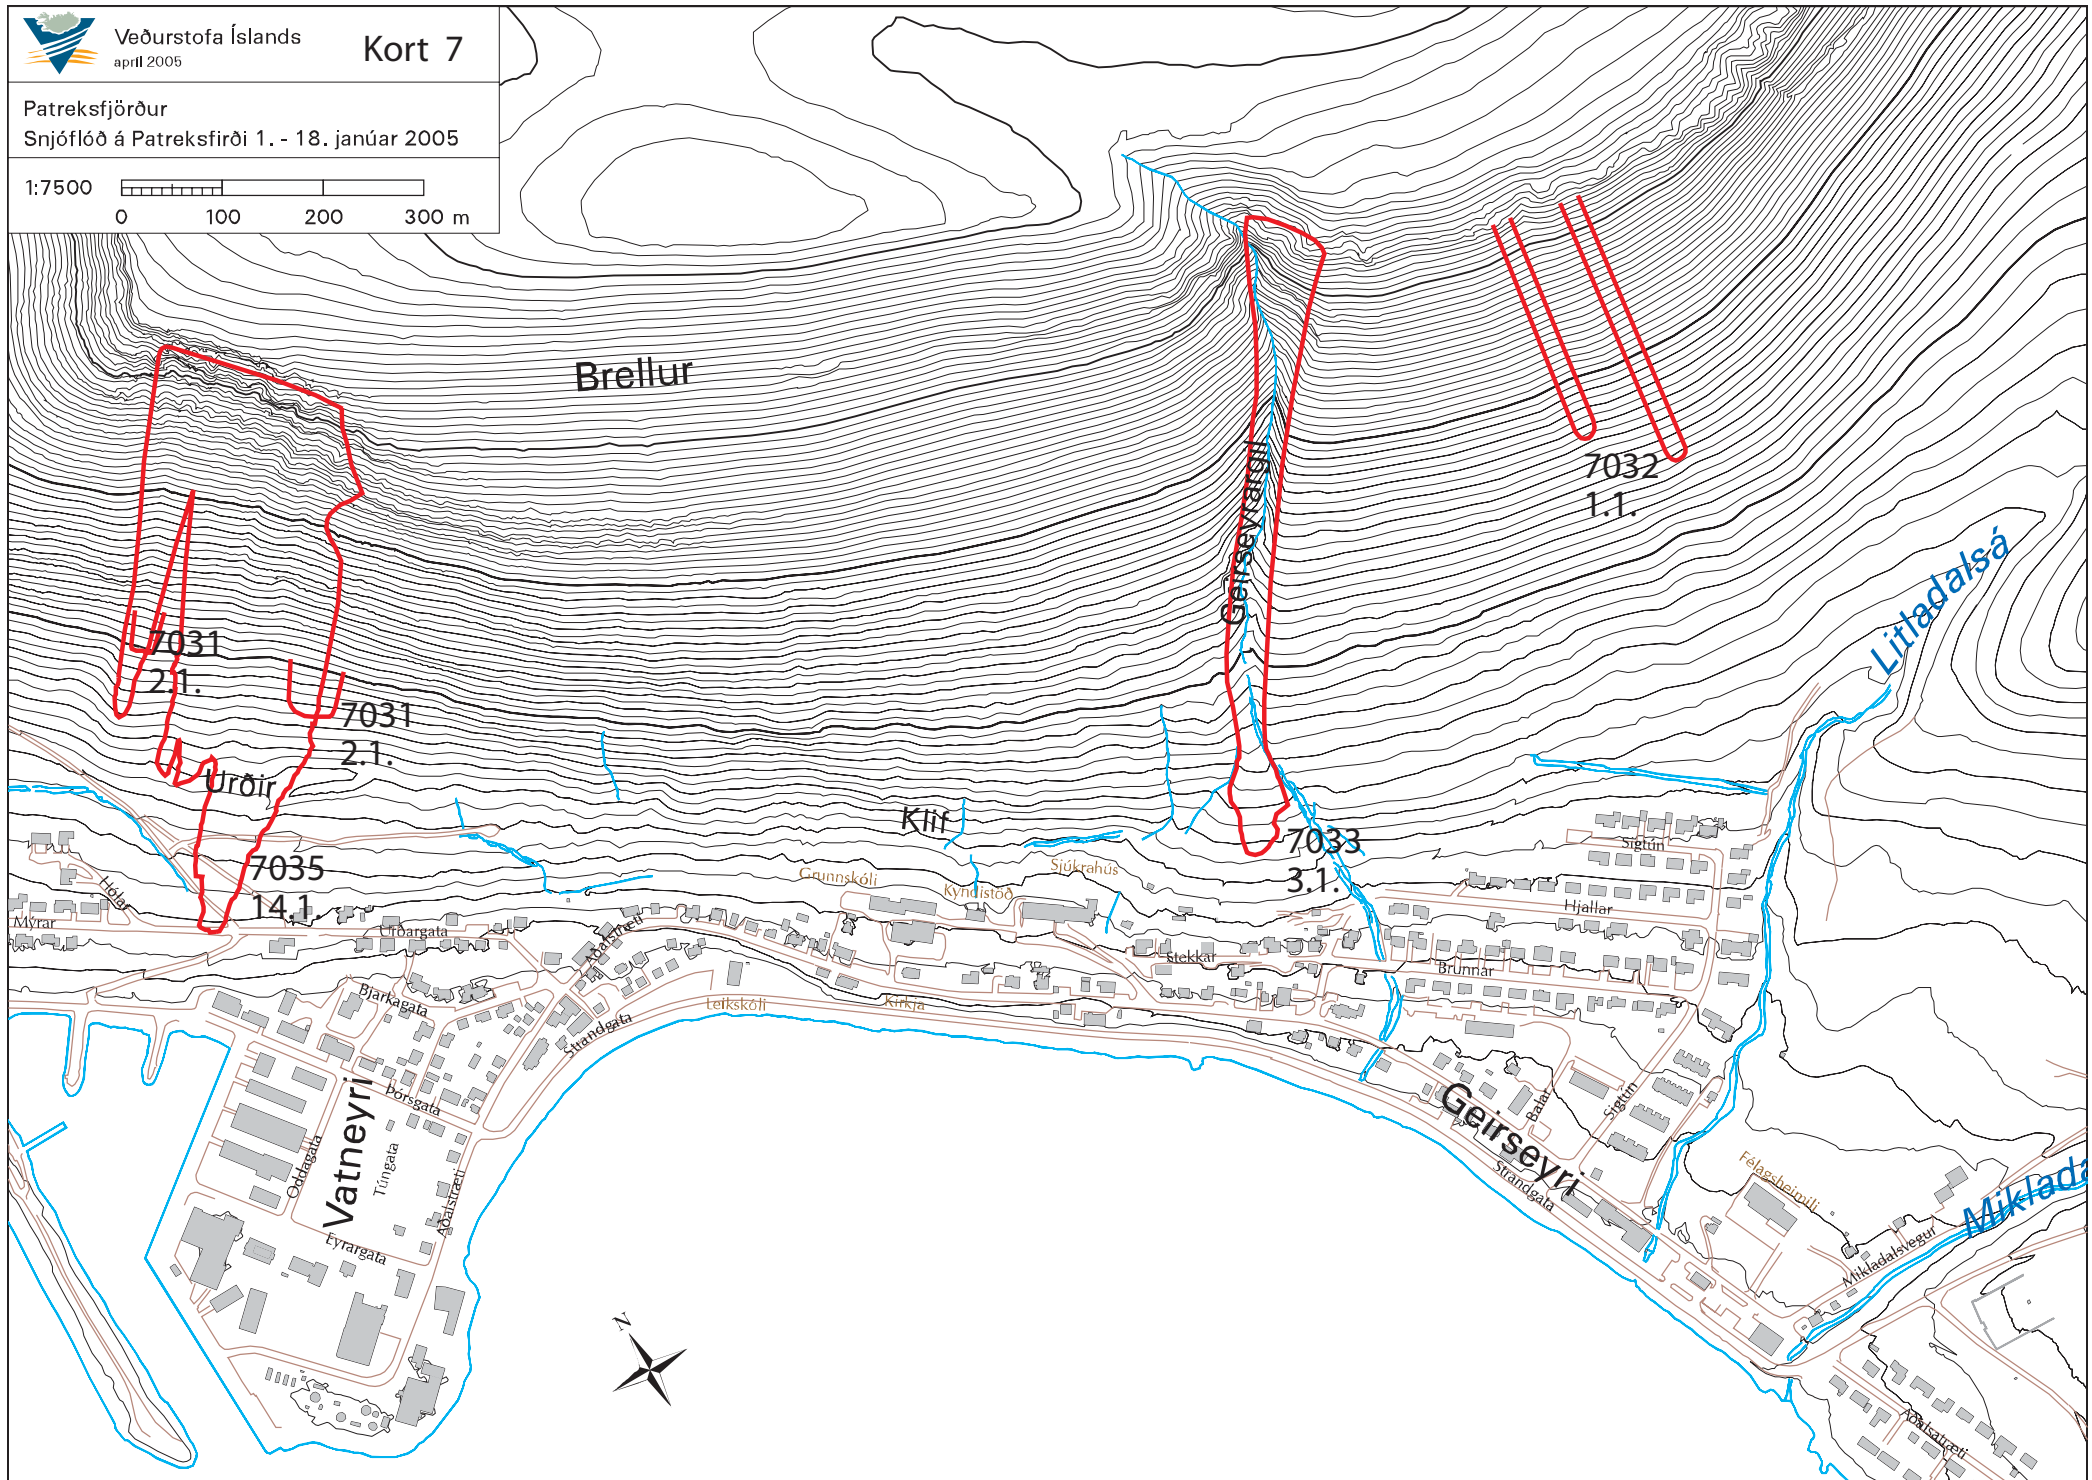 Veðurstofa Íslands
apríl 2005
Kort 7
Patreksfjörður
Snjóflóð á Patreksfirði 1. - 18. janúar 2005
1:7500
0 100 200 300 m
Brellur
Geirseyrargil
7032
1.1.
Litladalsá
7031
2.1.
7031
2.1.
Urðir
Klif
7033
3.1.
7035
14.1.
Sigtún
Grunnskóli
Kyndistöð
Sjúkrahús
Hólar
Mýrar
Urðargata
Aðalstræti
Hjallar
Stekkar
Brunnar
Bjarkagata
Strandgata
Leikskóli
Kirkja
Vatneyri
Þórsgata
Túngata
Oddagata
Aðalstræti
Eyrargata
Geirseyri
Balar
Sigtún
Strandgata
Félagsheimili
Mikladalsvegur
Miklada
Aðalstræti
N